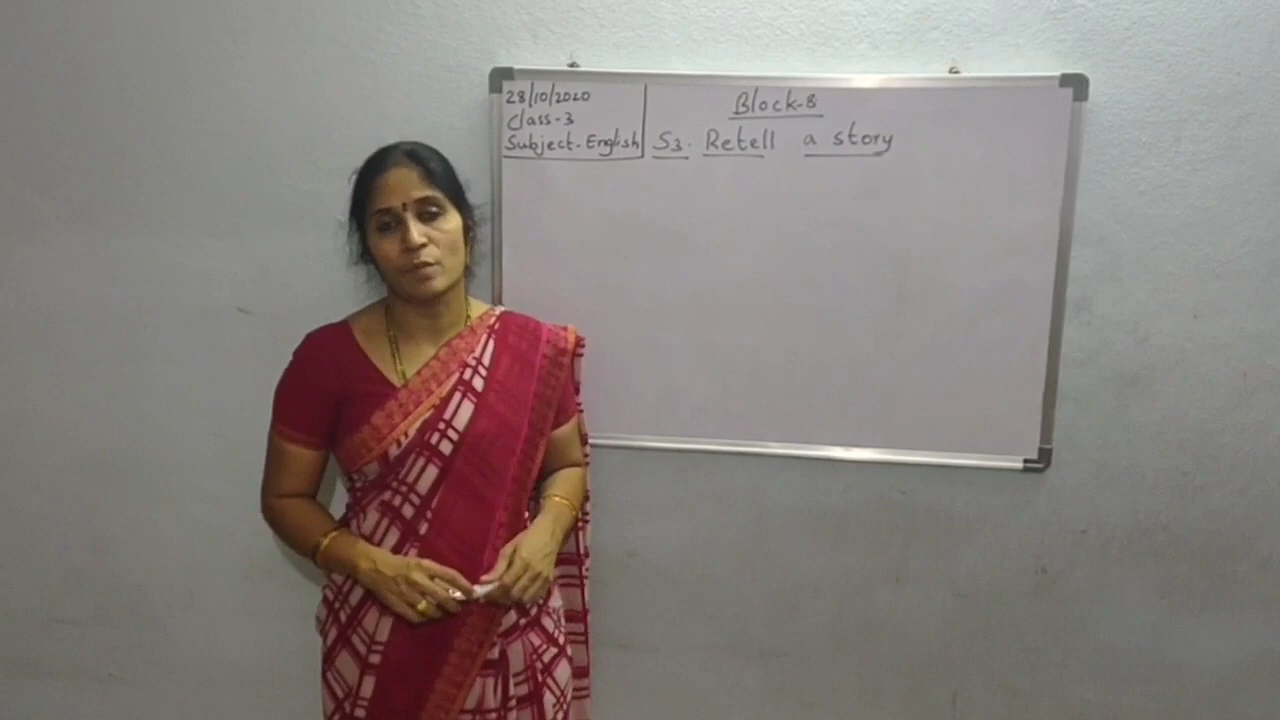 28/10/2020
Class-3
Subject-English
Block-8
S3. Retell a story